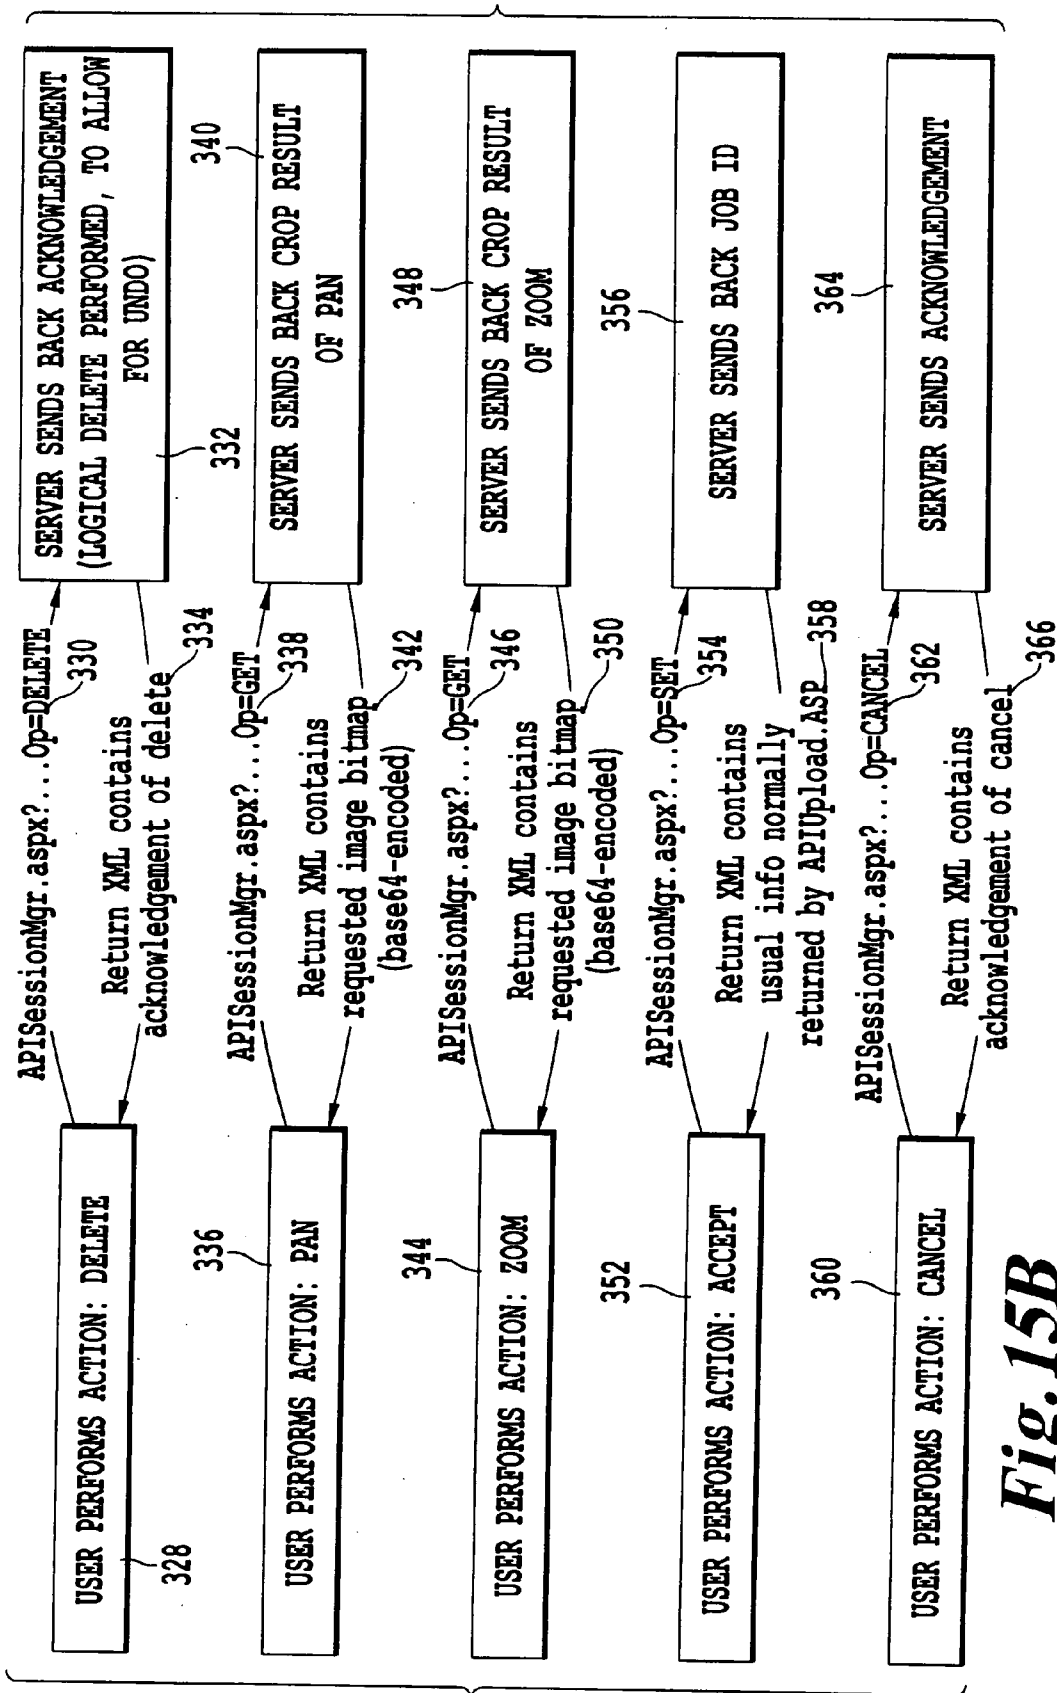 USER PERFORMS ACTION: DELETE
328
APISessionMgr.aspx?...Op=DELETE
330
Return XML contains
acknowledgement of delete
334
SERVER SENDS BACK ACKNOWLEDGEMENT
(LOGICAL DELETE PERFORMED, TO ALLOW
FOR UNDO)
332
USER PERFORMS ACTION: PAN
336
APISessionMgr.aspx?...Op=GET
338
Return XML contains
requested image bitmap
(base64-encoded)
342
SERVER SENDS BACK CROP RESULT
OF PAN
340
USER PERFORMS ACTION: ZOOM
344
APISessionMgr.aspx?...Op=GET
346
Return XML contains
requested image bitmap
(base64-encoded)
350
SERVER SENDS BACK CROP RESULT
OF ZOOM
348
USER PERFORMS ACTION: ACCEPT
352
APISessionMgr.aspx?...Op=SET
354
Return XML contains
usual info normally
returned by APIUpload.ASP
358
SERVER SENDS BACK JOB ID
356
USER PERFORMS ACTION: CANCEL
360
APISessionMgr.aspx?...Op=CANCEL
362
Return XML contains
acknowledgement of cancel
366
SERVER SENDS ACKNOWLEDGEMENT
364
Fig. 15B